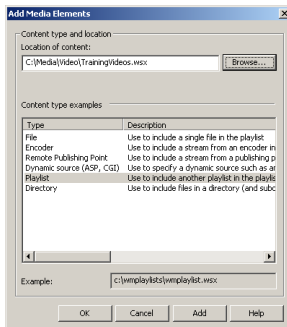 Add Media Elements
Content type and location
Location of content:
C:\Media\Video\TrainingVideos.wsx
Browse...
Content type examples
Type Description
File Use to include a single file in the playlist
Encoder Use to include a stream from an encoder in
Remote Publishing Point Use to include a stream from a publishing p
Dynamic source (ASP, CGI) Use to specify a dynamic source such as an
Playlist Use to include another playlist in the playlis
Directory Use to include files in a directory (and subc
Example: c:\wmplaylists\wmplaylist.wsx
OK Cancel Add Help